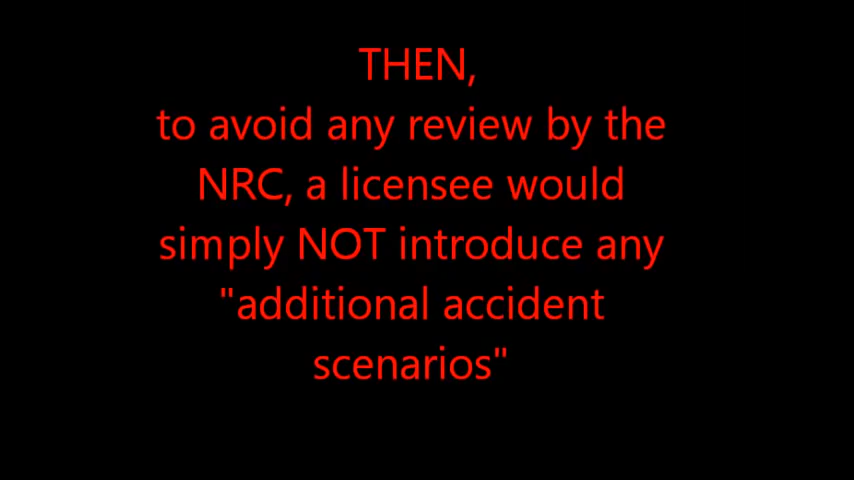 THEN,
to avoid any review by the
NRC, a licensee would
simply NOT introduce any
"additional accident
scenarios"